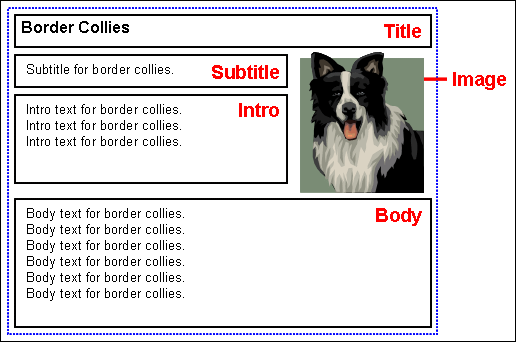 Border Collies Title
Subtitle for border collies. Subtitle
Image
Intro text for border collies. Intro
Intro text for border collies.
Intro text for border collies.
Body text for border collies. Body
Body text for border collies.
Body text for border collies.
Body text for border collies.
Body text for border collies.
Body text for border collies.